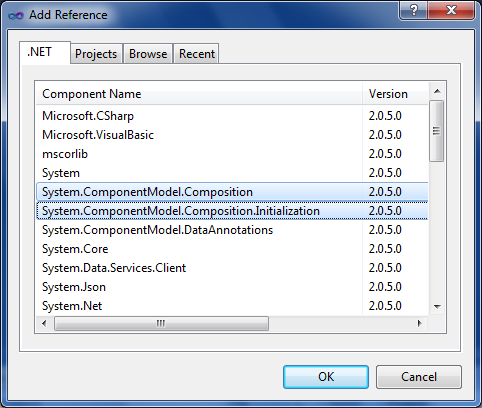 Add Reference
.NET Projects Browse Recent
Component Name Version
Microsoft.CSharp 2.0.5.0
Microsoft.VisualBasic 2.0.5.0
mscorlib 2.0.5.0
System 2.0.5.0
System.ComponentModel.Composition 2.0.5.0
System.ComponentModel.Composition.Initialization 2.0.5.0
System.ComponentModel.DataAnnotations 2.0.5.0
System.Core 2.0.5.0
System.Data.Services.Client 2.0.5.0
System.Json 2.0.5.0
System.Net 2.0.5.0
OK Cancel